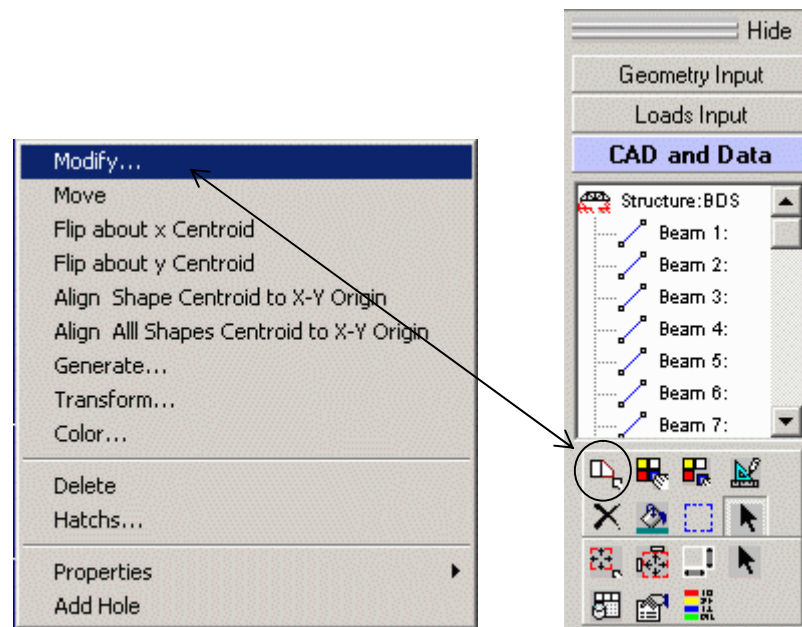 Modify...
Move
Flip about x Centroid
Flip about y Centroid
Align Shape Centroid to X-Y Origin
Align Alll Shapes Centroid to X-Y Origin
Generate...
Transform...
Color...
Delete
Hatchs...
Properties
Add Hole
Hide
Geometry Input
Loads Input
CAD and Data
Structure:BDS
Beam 1:
Beam 2:
Beam 3:
Beam 4:
Beam 5:
Beam 6:
Beam 7: